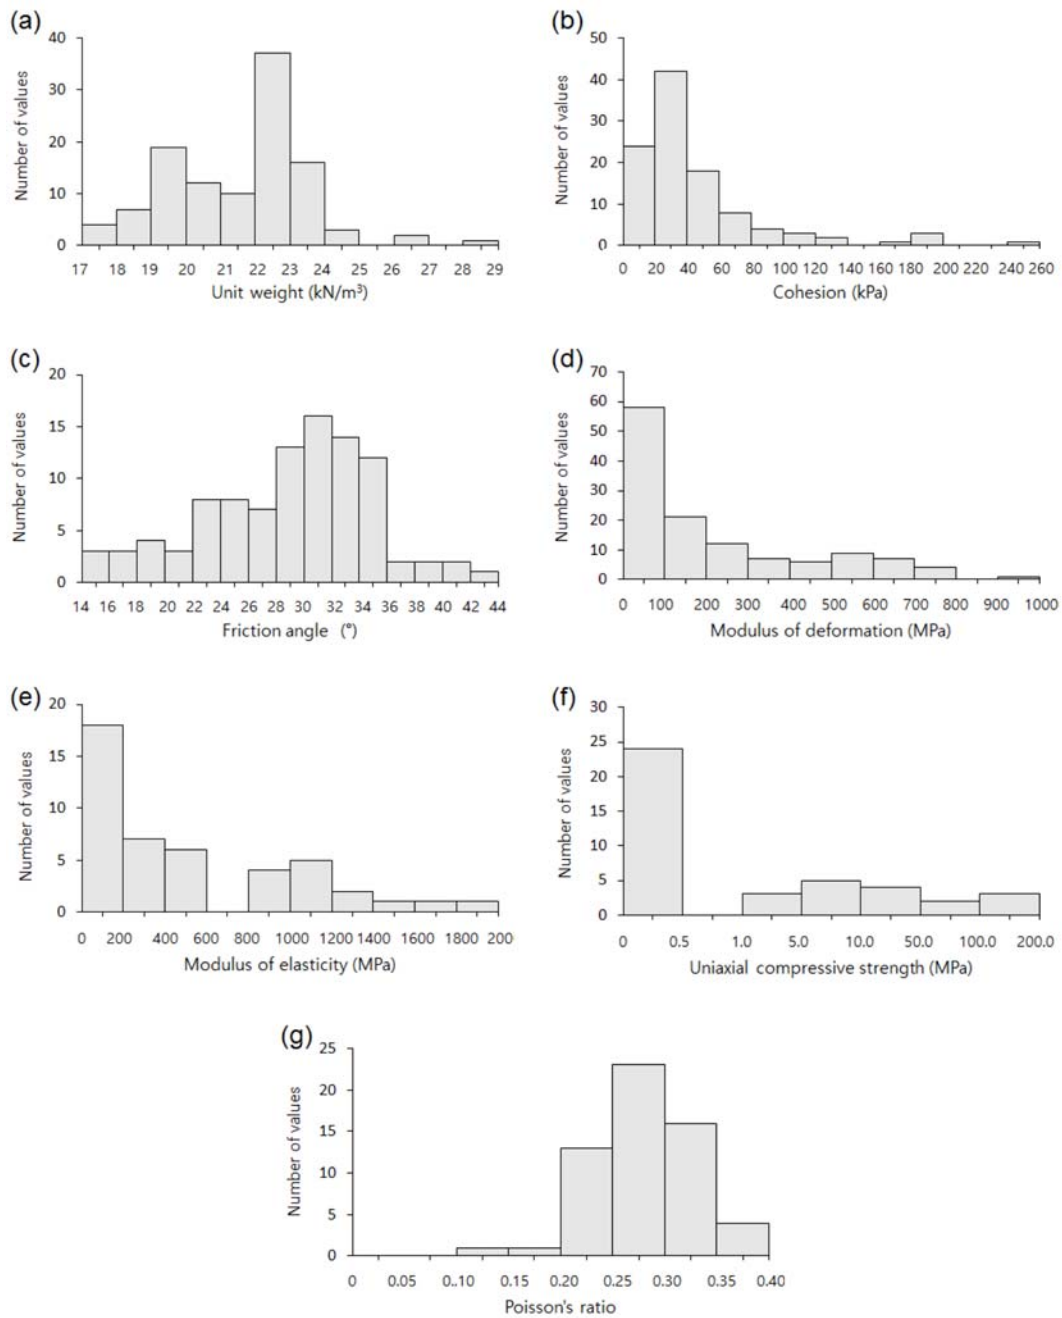 (a)
Number of values
40
30
20
10
0
17 18 19 20 21 22 23 24 25 26 27 28 29
Unit weight (kN/m³)
(b)
Number of values
50
40
30
20
10
0
0 20 40 60 80 100 120 140 160 180 200 220 240 260
Cohesion (kPa)
(c)
Number of values
20
15
10
5
0
14 16 18 20 22 24 26 28 30 32 34 36 38 40 42 44
Friction angle (°)
(d)
Number of values
70
60
50
40
30
20
10
0
0 100 200 300 400 500 600 700 800 900 1000
Modulus of deformation (MPa)
(e)
Number of values
20
15
10
5
0
0 200 400 600 800 1000 1200 1400 1600 1800 200
Modulus of elasticity (MPa)
(f)
Number of values
30
25
20
15
10
5
0
0 0.5 1.0 5.0 10.0 50.0 100.0 200.0
Uniaxial compressive strength (MPa)
(g)
Number of values
25
20
15
10
5
0
0 0.05 0..10 0.15 0.20 0.25 0.30 0.35 0.40
Poisson's ratio